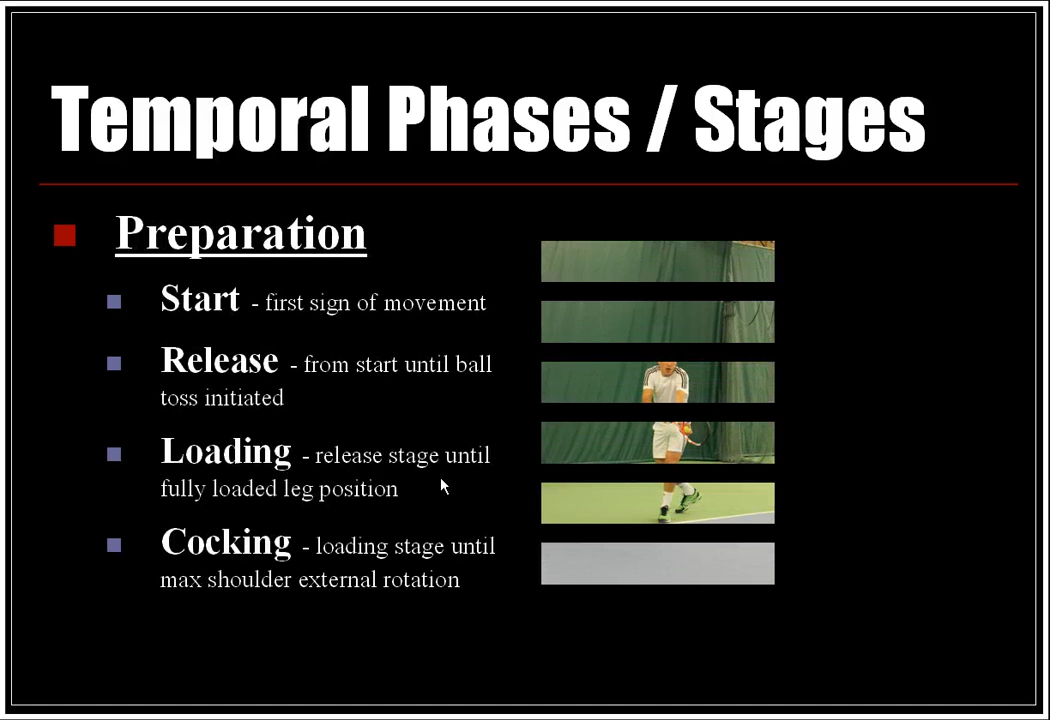 Temporal Phases / Stages
Preparation
Start - first sign of movement
Release - from start until ball
toss initiated
Loading - release stage until
fully loaded leg position
Cocking - loading stage until
max shoulder external rotation